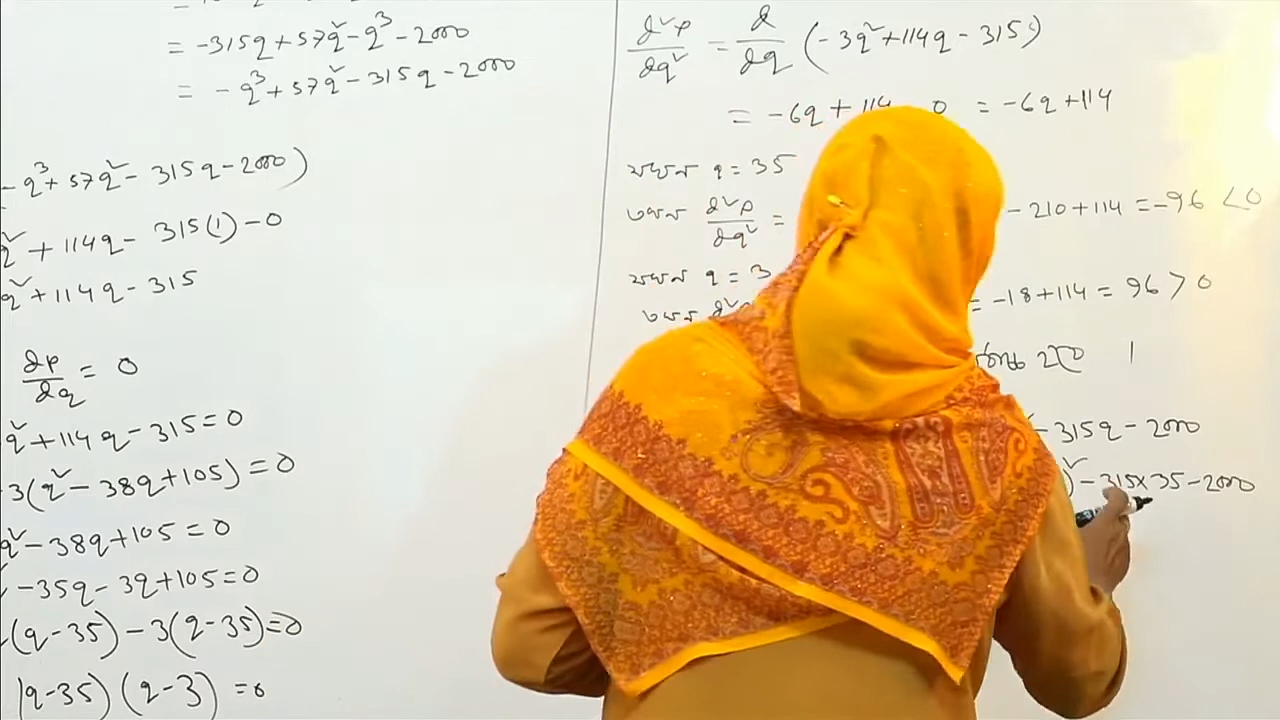 = -315q + 57q² - q³ - 2000
= -q³ + 57q² - 315q - 2000
- q³ + 57q² - 315q - 2000)
q² + 114q - 315(1) - 0
q² + 114q - 315
dP/dq = 0
q² + 114q - 315 = 0
3(q² - 38q + 105) = 0
q² - 38q + 105 = 0
- 35q - 3q + 105 = 0
(q - 35) - 3(q - 35) = 0
(q - 35)(q - 3) = 0
d²P/dq² = d/dq (-3q² + 114q - 315)
= -6q + 114 0 = -6q + 114
যখন q = 35
তখন d²P/dq² = - 210 + 114 = -96 < 0
যখন q = 3
তখন = -18 + 114 = 96 > 0
হবে ।
- 315q - 2000
)² - 315 × 35 - 2000